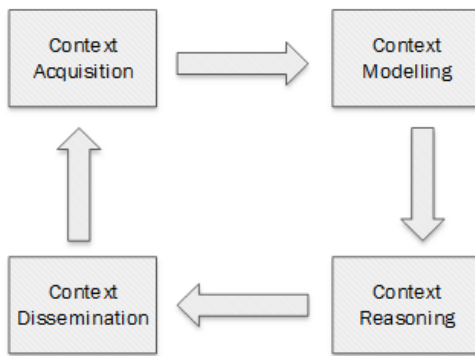 Context
Acquisition
Context
Modelling
Context
Dissemination
Context
Reasoning